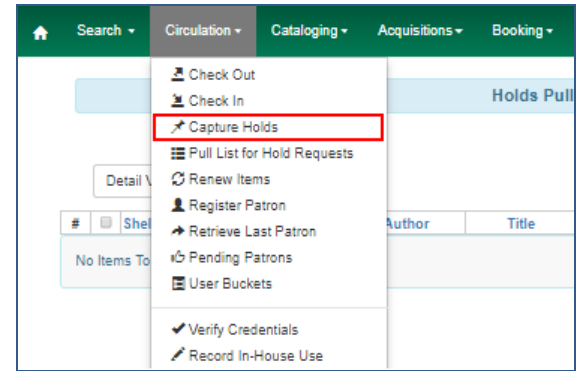 Search Circulation Cataloging Acquisitions Booking
Holds Pull
Check Out
Check In
Capture Holds
Pull List for Hold Requests
Detail V
Renew Items
Register Patron
# Shel Author Title
Retrieve Last Patron
No Items To
Pending Patrons
User Buckets
Verify Credentials
Record In-House Use